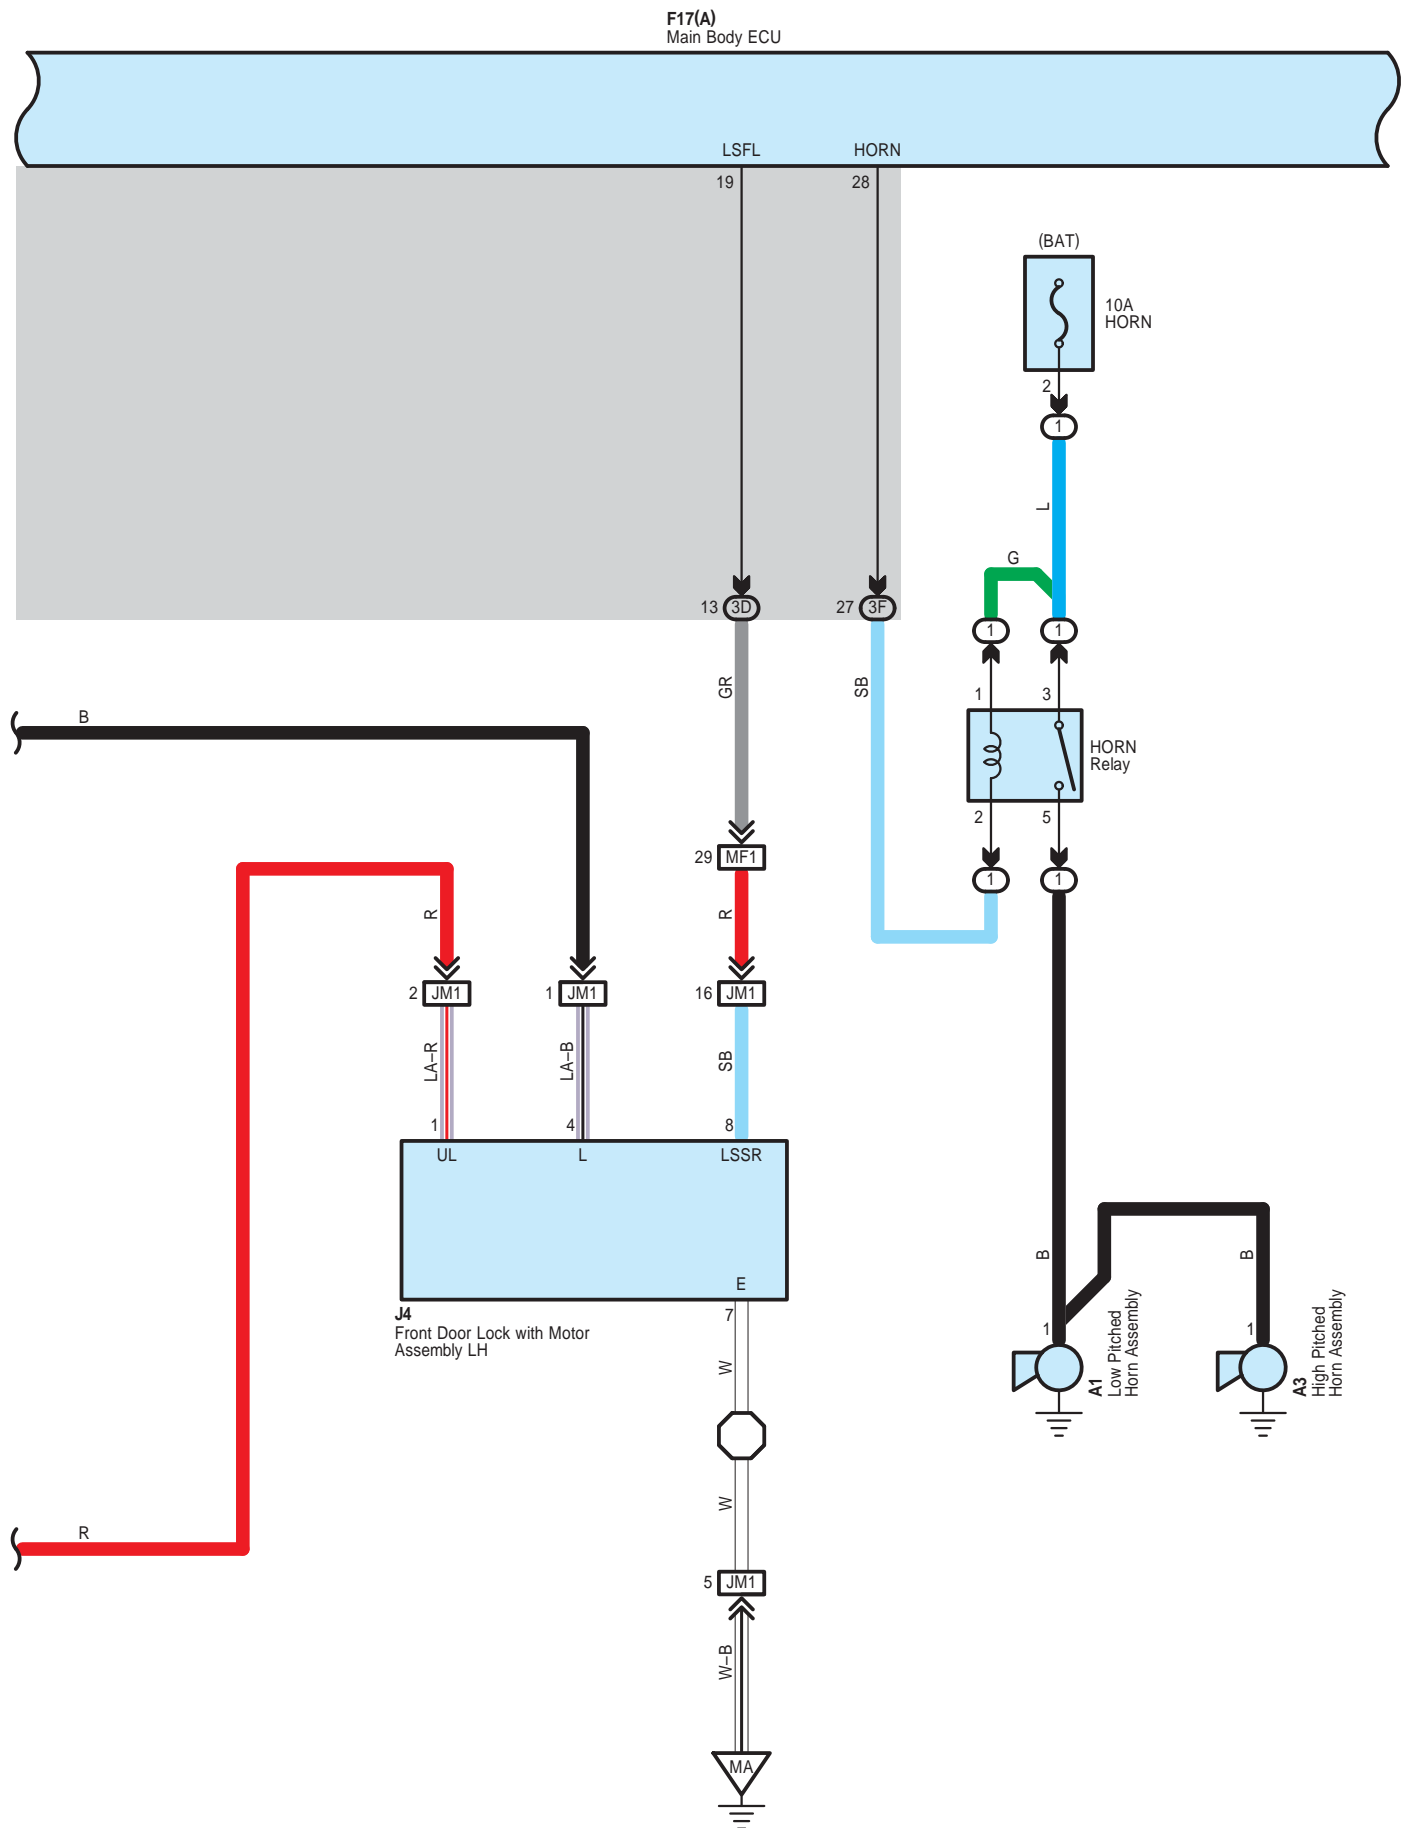 F17(A)
Main Body ECU
LSFL
HORN
19
28
(BAT)
10A
HORN
2
1
L
G
13
3D
27
3F
1
1
GR
SB
1
3
B
HORN
Relay
2
5
29
MF1
1
1
R
R
2
JM1
1
JM1
16
JM1
LA–R
LA–B
SB
1
4
8
UL
L
LSSR
E
7
J4
Front Door Lock with Motor
Assembly LH
B
B
1
1
A1
Low Pitched
Horn Assembly
A3
High Pitched
Horn Assembly
W
W
R
5
JM1
W–B
MA